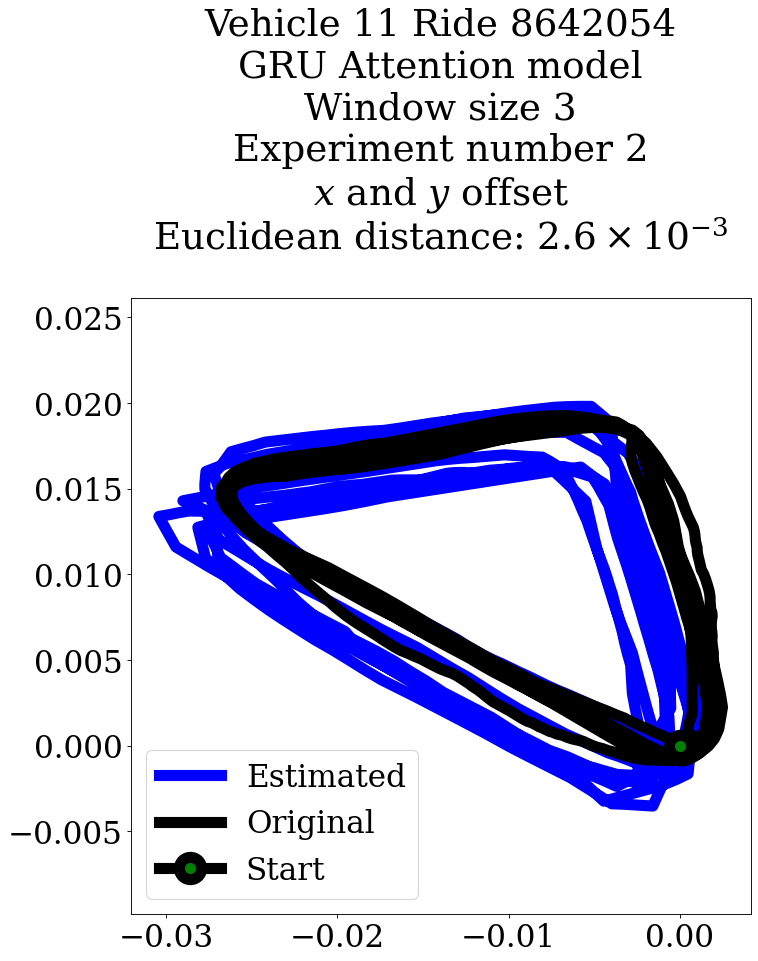 Vehicle 11 Ride 8642054
GRU Attention model
Window size 3
Experiment number 2
x and y offset
Euclidean distance: 2.6 × 10⁻³
0.025
0.020
0.015
0.010
0.005
0.000
−0.005
Estimated
Original
Start
−0.03 −0.02 −0.01 0.00